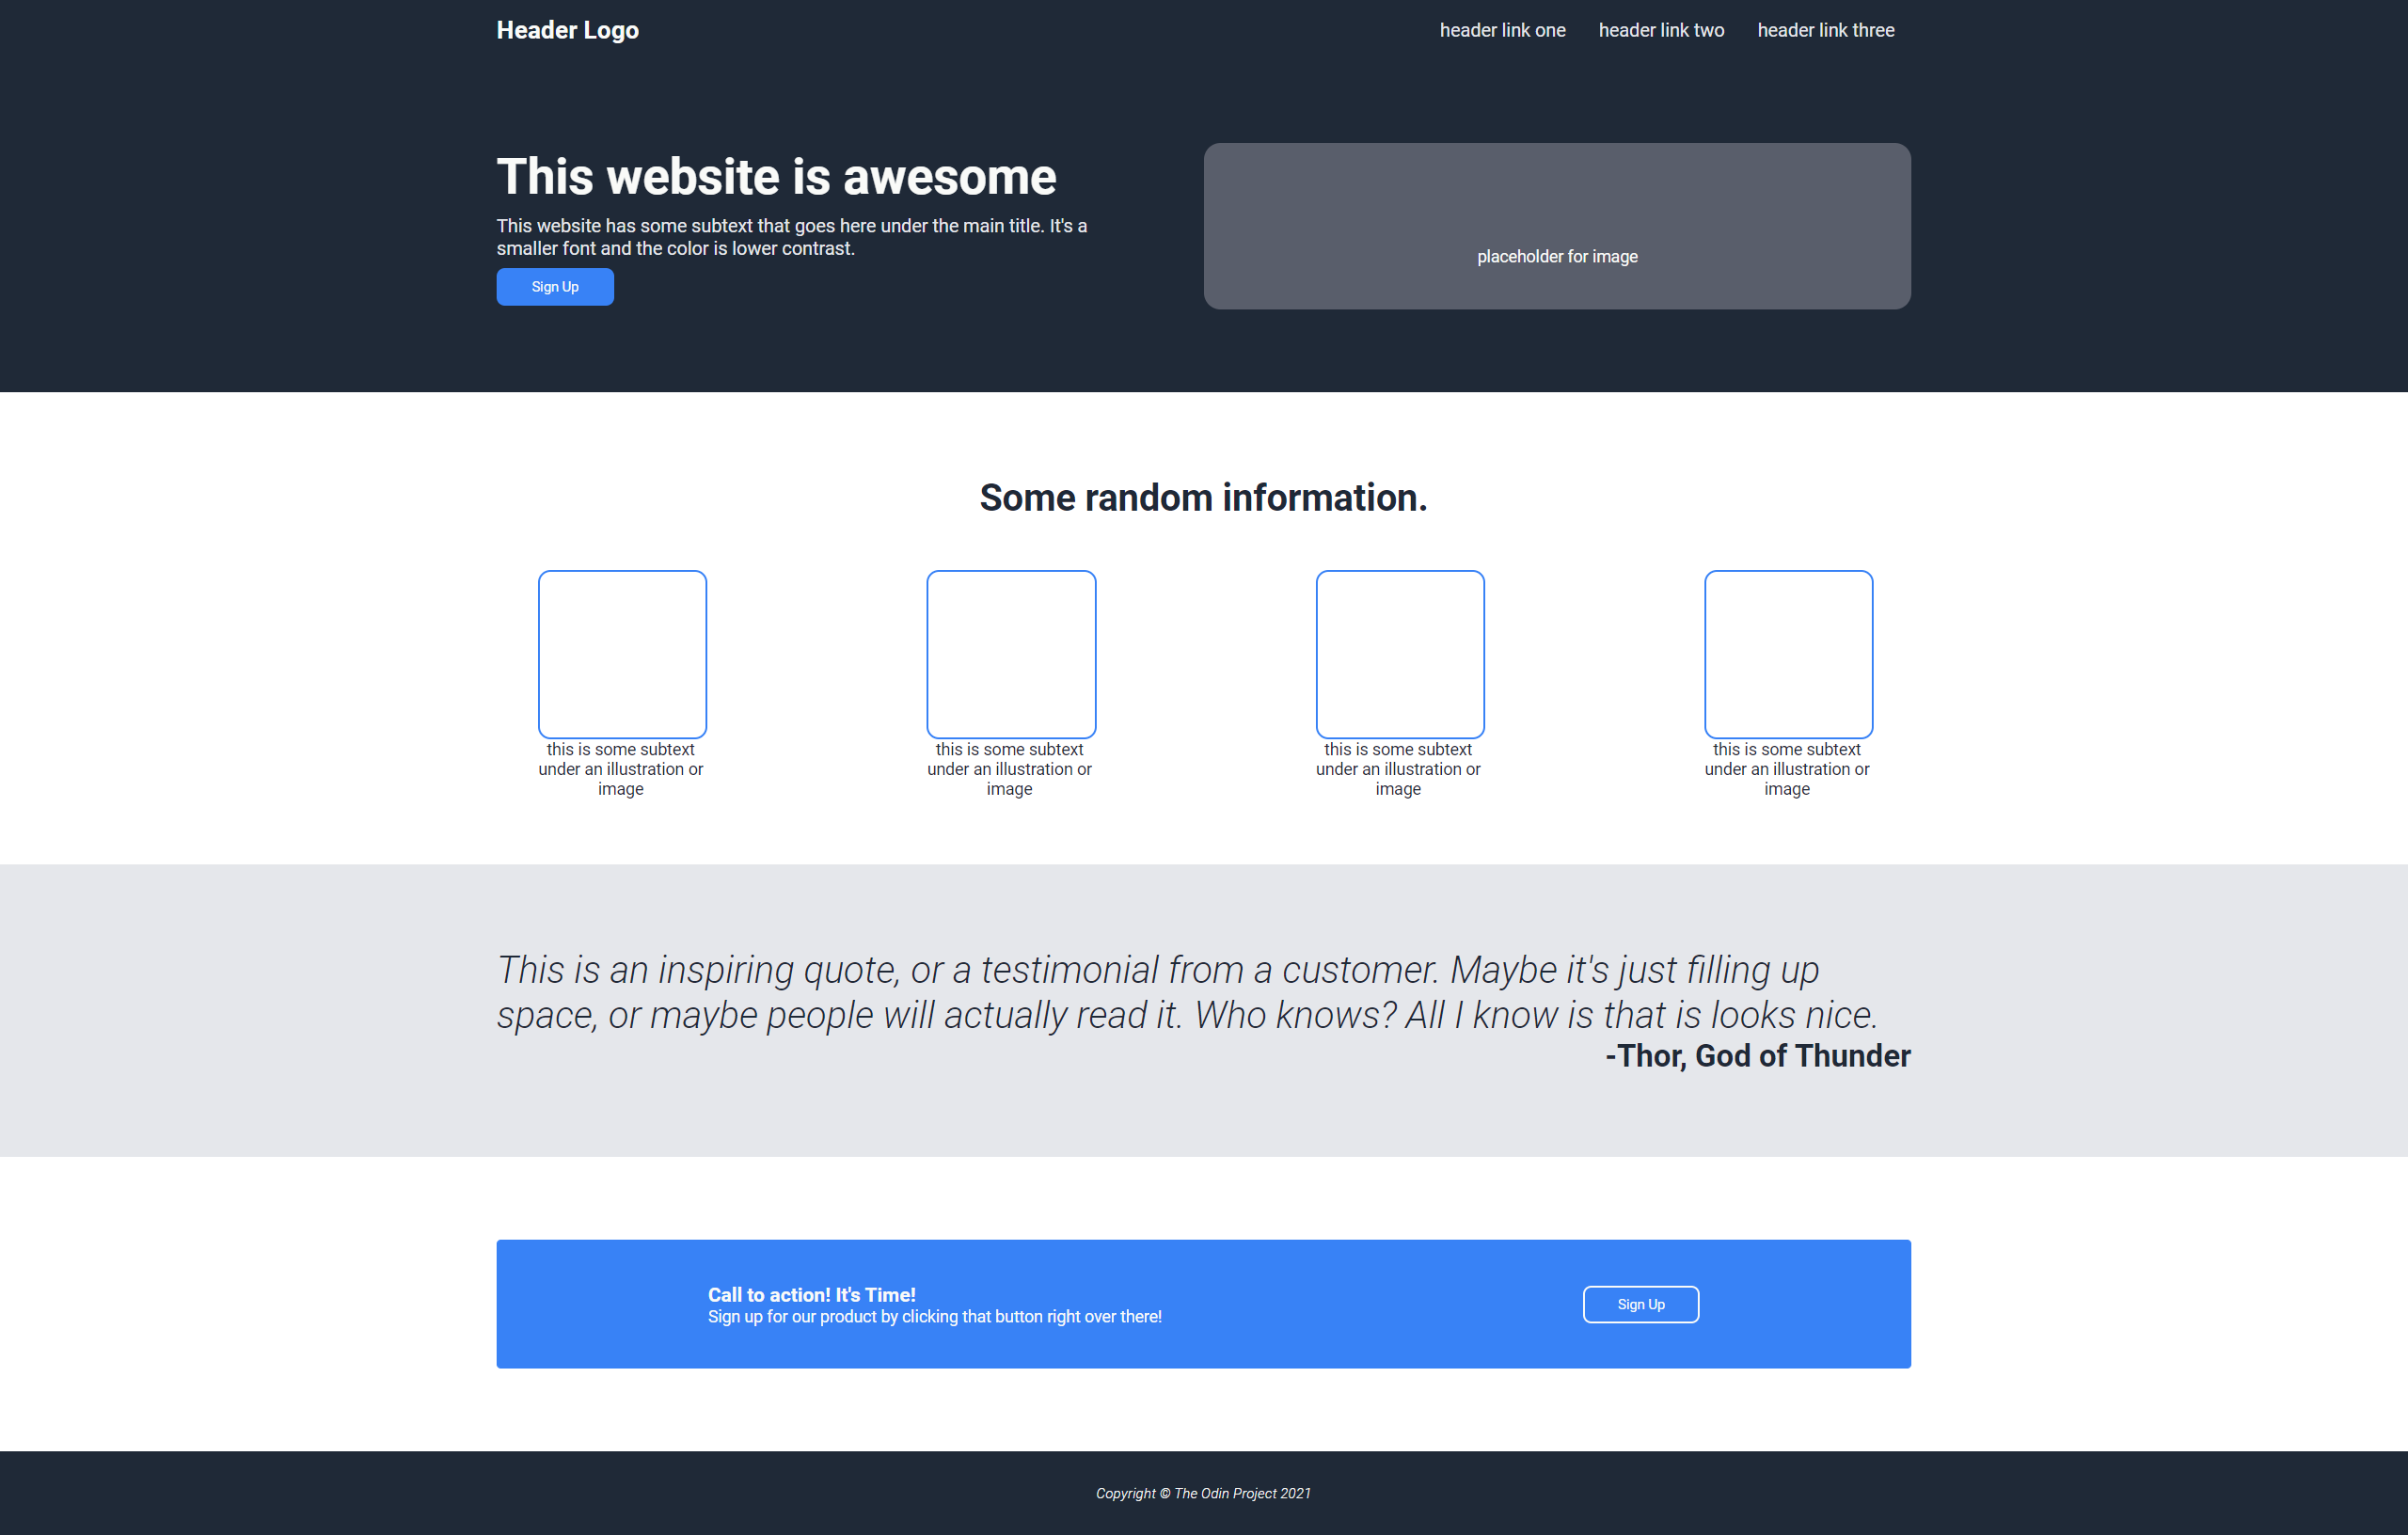 Header Logo
header link one
header link two
header link three
This website is awesome
This website has some subtext that goes here under the main title. It's a
smaller font and the color is lower contrast.
Sign Up
placeholder for image
Some random information.
this is some subtext
under an illustration or
image
this is some subtext
under an illustration or
image
this is some subtext
under an illustration or
image
this is some subtext
under an illustration or
image
This is an inspiring quote, or a testimonial from a customer. Maybe it's just filling up
space, or maybe people will actually read it. Who knows? All I know is that is looks nice.
-Thor, God of Thunder
Call to action! It's Time!
Sign up for our product by clicking that button right over there!
Sign Up
Copyright © The Odin Project 2021